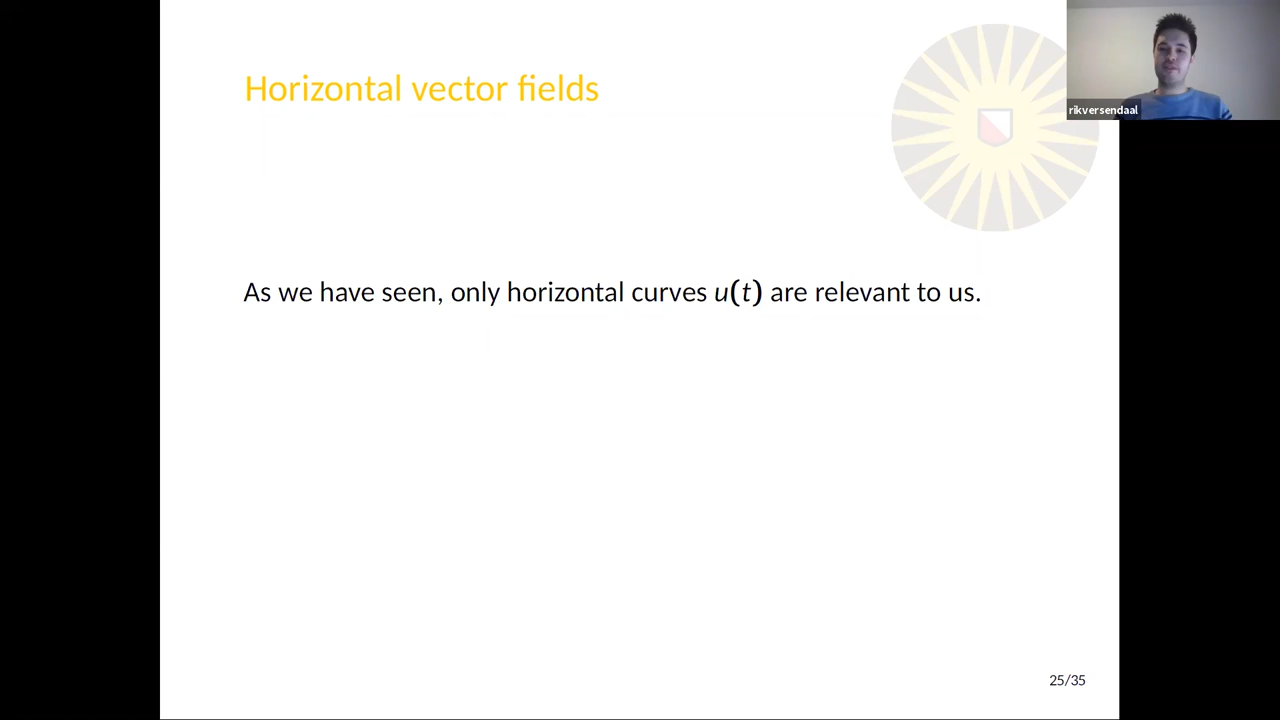 Horizontal vector fields
rikversendaal
As we have seen, only horizontal curves u(t) are relevant to us.
25/35